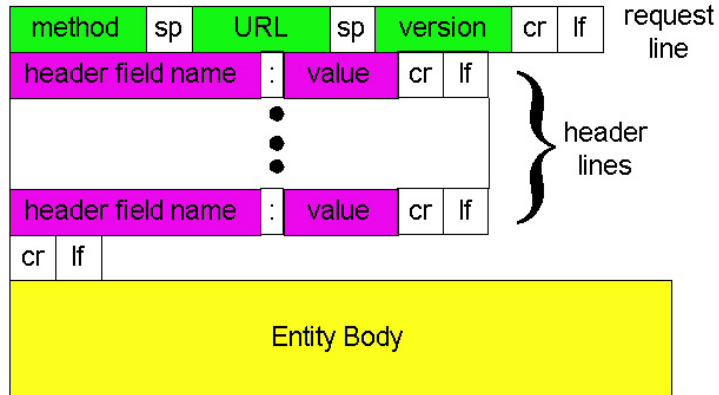 method sp URL sp version cr lf request line
header field name : value cr lf
header lines
header field name : value cr lf
cr lf
Entity Body